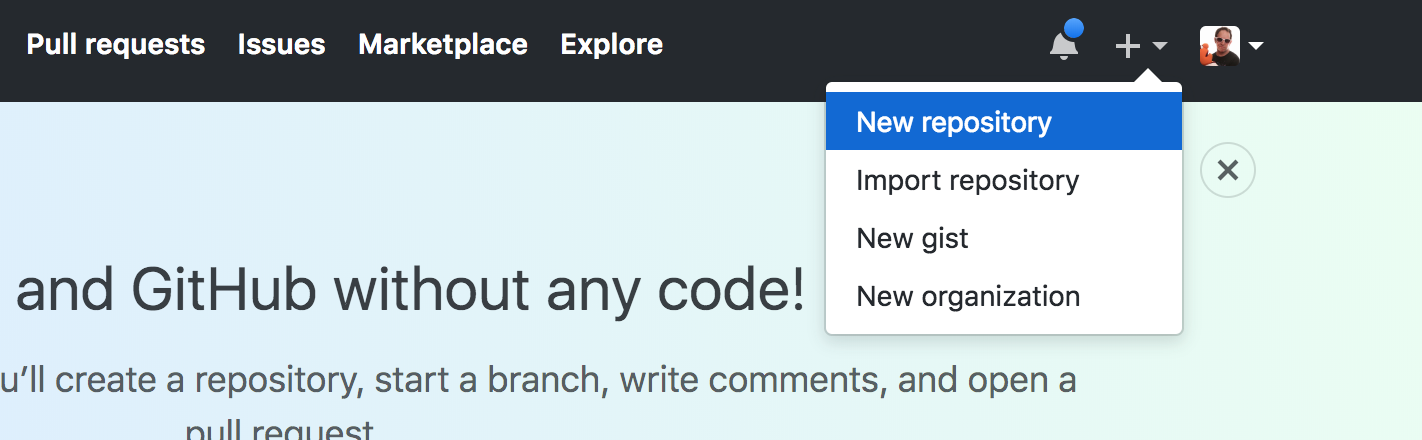 Pull requests Issues Marketplace Explore
New repository
Import repository
New gist
New organization
and GitHub without any code!
u’ll create a repository, start a branch, write comments, and open a
pull request